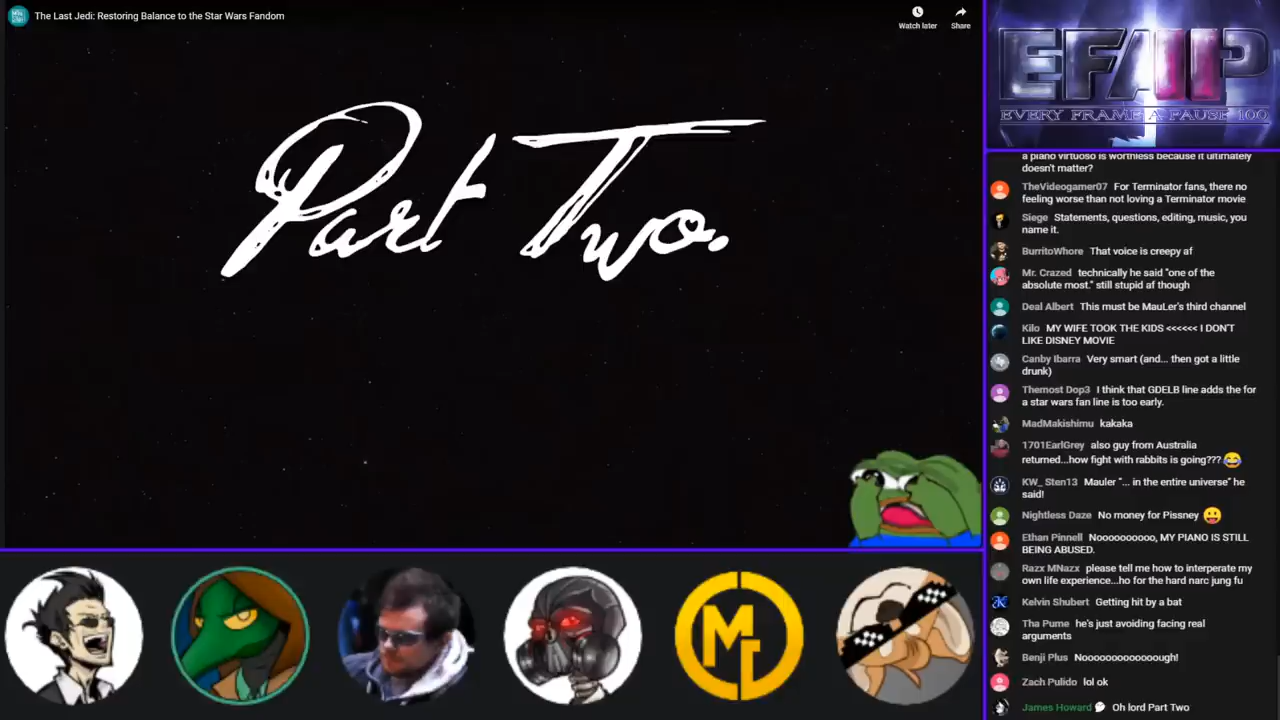 The Last Jedi: Restoring Balance to the Star Wars Fandom
Watch later
Share
Part Two.
EFAP
EVERY FRAME A PAUSE 100
a piano virtuoso is worthless because it ultimately
doesn't matter?
TheVideogamer07 For Terminator fans, there no
feeling worse than not loving a Terminator movie
Siege Statements, questions, editing, music, you
name it.
BurritoWhore That voice is creepy af
Mr. Crazed technically he said "one of the
absolute most." still stupid af though
Deal Albert This must be MauLer's third channel
Kilo MY WIFE TOOK THE KIDS <<<<<< I DON'T
LIKE DISNEY MOVIE
Canby Ibarra Very smart (and... then got a little
drunk)
Themost Dop3 I think that GDELB line adds the for
a star wars fan line is too early.
MadMakishimu kakaka
1701EarlGrey also guy from Australia
returned...how fight with rabbits is going???
KW_ Sten13 Mauler "... in the entire universe" he
said!
Nightless Daze No money for Pissney
Ethan Pinnell Noooooooooo, MY PIANO IS STILL
BEING ABUSED.
Razx MNazx please tell me how to interperate my
own life experience...ho for the hard narc jung fu
Kelvin Shubert Getting hit by a bat
Tha Pume he's just avoiding facing real
arguments
Benji Plus Nooooooooooooough!
Zach Pulido lol ok
James Howard Oh lord Part Two